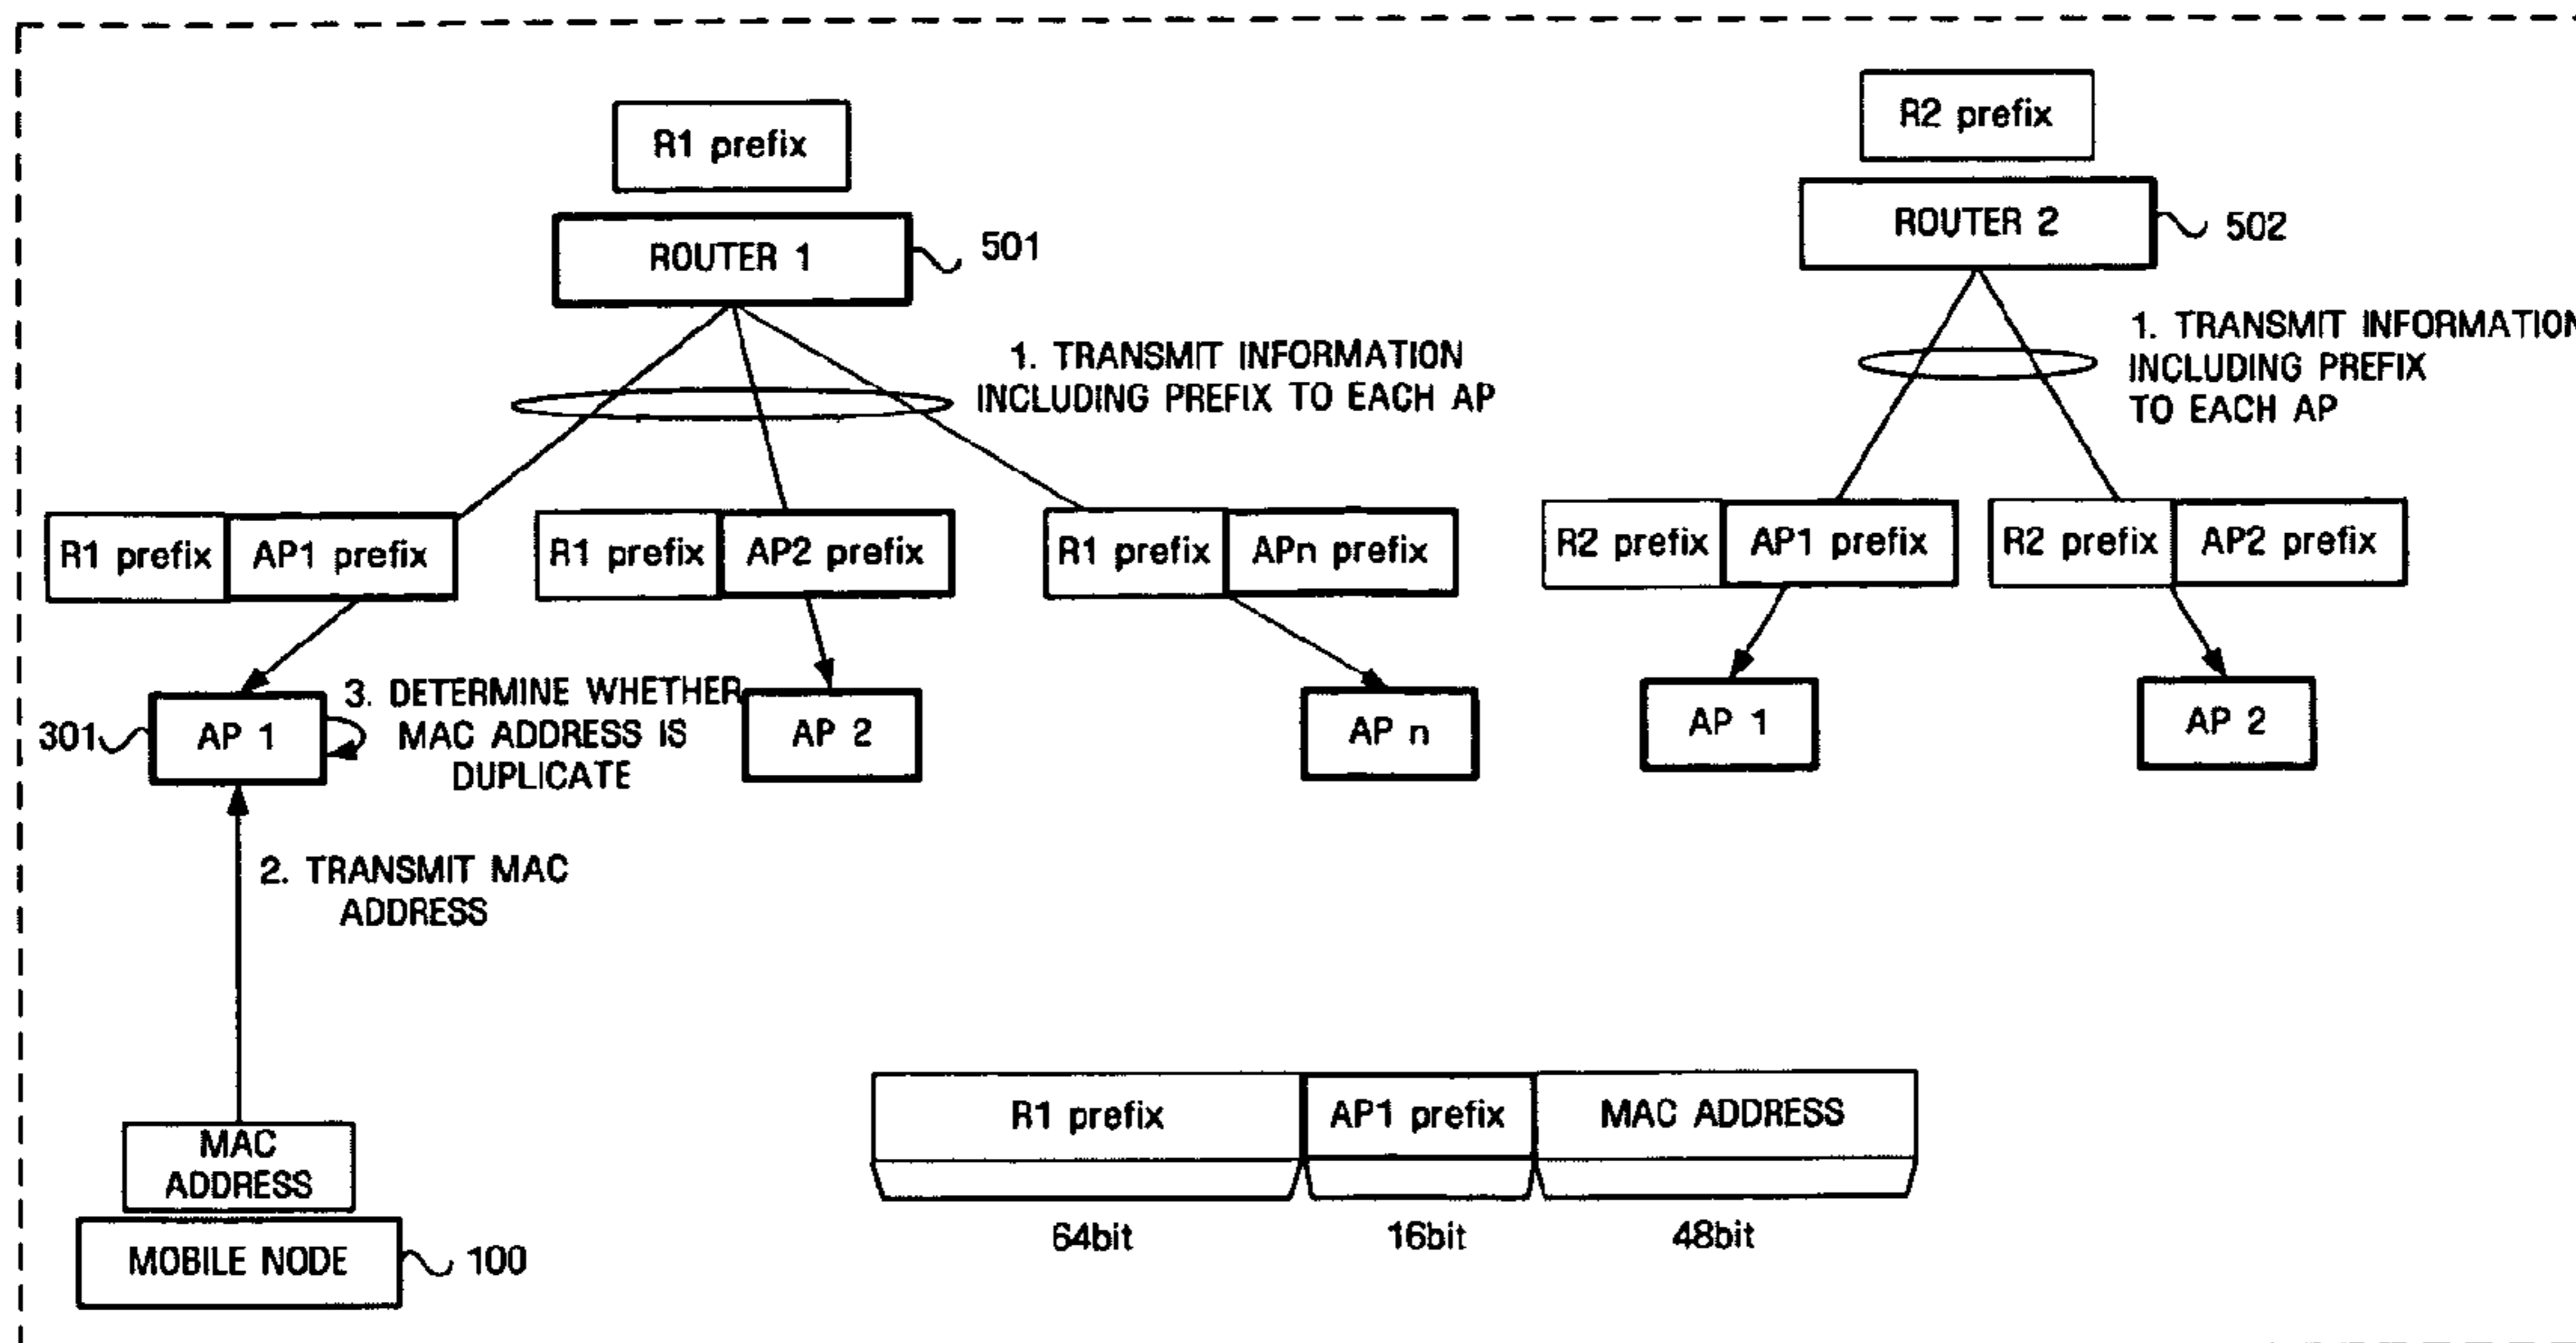 R1 prefix
R2 prefix
ROUTER 1
501
ROUTER 2
502
1. TRANSMIT INFORMATION
INCLUDING PREFIX TO EACH AP
1. TRANSMIT INFORMATION
INCLUDING PREFIX
TO EACH AP
R1 prefix
AP1 prefix
R1 prefix
AP2 prefix
R1 prefix
APn prefix
R2 prefix
AP1 prefix
R2 prefix
AP2 prefix
301
AP 1
3. DETERMINE WHETHER
MAC ADDRESS IS
DUPLICATE
AP 2
AP n
AP 1
AP 2
2. TRANSMIT MAC
ADDRESS
MAC
ADDRESS
MOBILE NODE
100
R1 prefix
AP1 prefix
MAC ADDRESS
64bit
16bit
48bit